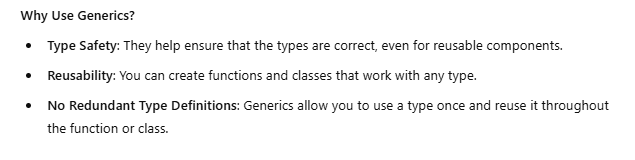 Why Use Generics?
• Type Safety: They help ensure that the types are correct, even for reusable components.
• Reusability: You can create functions and classes that work with any type.
• No Redundant Type Definitions: Generics allow you to use a type once and reuse it throughout
the function or class.